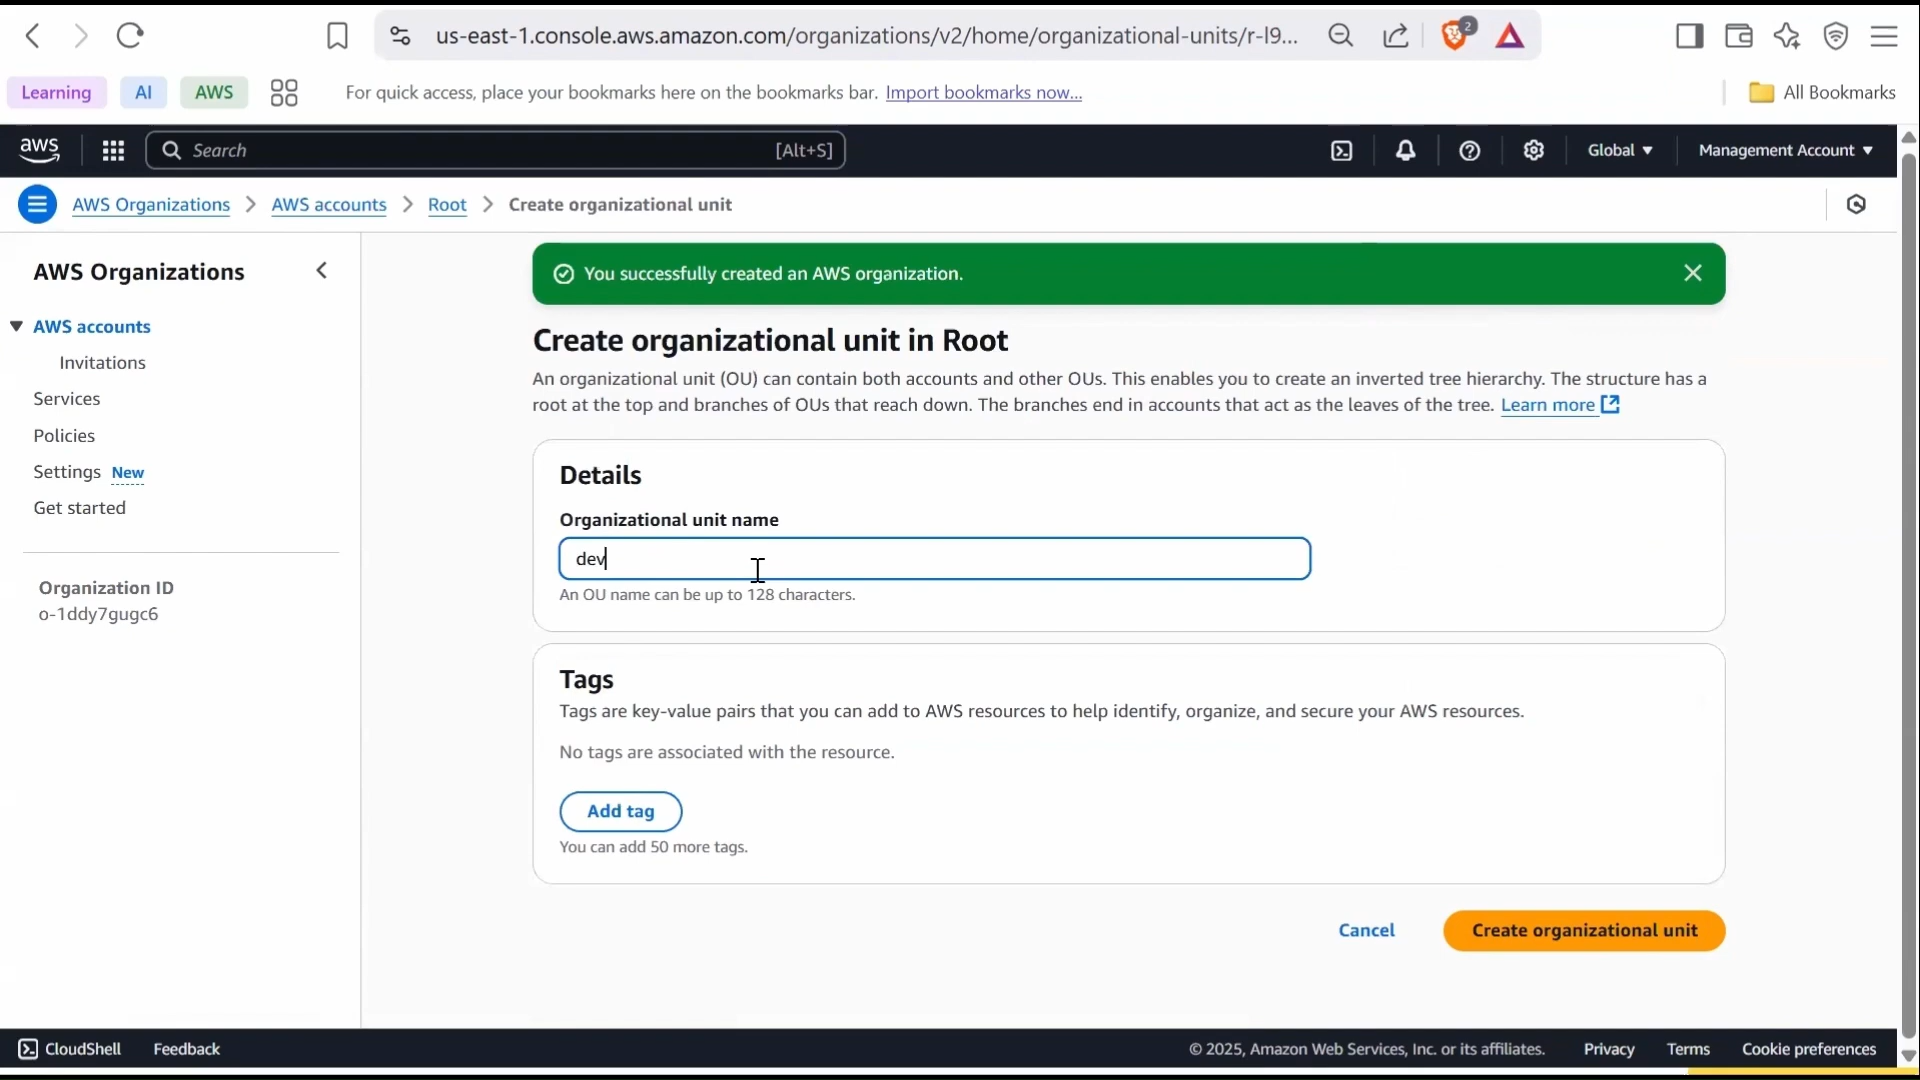 us-east-1.console.aws.amazon.com/organizations/v2/home/organizational-units/r-l9...
2
Learning
AI
AWS
For quick access, place your bookmarks here on the bookmarks bar. Import bookmarks now...
All Bookmarks
aws
Search
[Alt+S]
Global
Management Account
AWS Organizations
AWS accounts
Root
Create organizational unit
AWS Organizations
AWS accounts
Invitations
Services
Policies
Settings New
Get started
Organization ID
o-1ddy7gugc6
You successfully created an AWS organization.
Create organizational unit in Root
An organizational unit (OU) can contain both accounts and other OUs. This enables you to create an inverted tree hierarchy. The structure has a
root at the top and branches of OUs that reach down. The branches end in accounts that act as the leaves of the tree. Learn more
Details
Organizational unit name
dev
An OU name can be up to 128 characters.
Tags
Tags are key-value pairs that you can add to AWS resources to help identify, organize, and secure your AWS resources.
No tags are associated with the resource.
Add tag
You can add 50 more tags.
Cancel
Create organizational unit
CloudShell
Feedback
© 2025, Amazon Web Services, Inc. or its affiliates.
Privacy
Terms
Cookie preferences